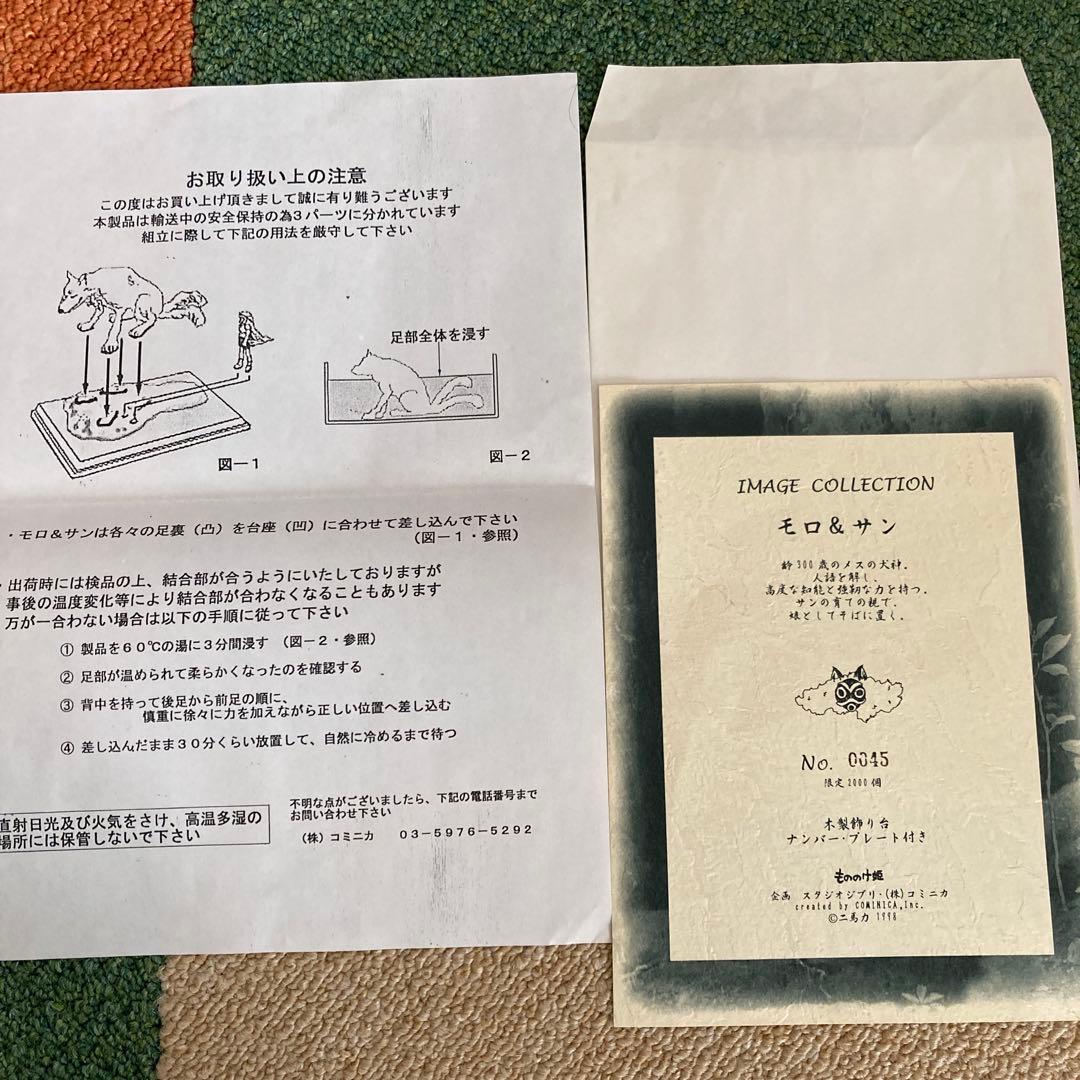 お取り扱い上の注意
この度はお買い上げ頂きまして誠に有り難うございます
本製品は輸送中の安全保持の為3パーツに分かれています
組立に際して下記の用法を厳守して下さい
足部全体を浸す
図－1
図－2
・モロ＆サンは各々の足裏（凸）を台座（凹）に合わせて差し込んで下さい
（図－1・参照）
・出荷時には検品の上、結合部が合うようにいたしておりますが
事後の温度変化等により結合部が合わなくなることもあります
万が一合わない場合は以下の手順に従って下さい
① 製品を60℃の湯に3分間浸す （図－2・参照）
② 足部が温められて柔らかくなったのを確認する
③ 背中を持って後足から前足の順に、
慎重に徐々に力を加えながら正しい位置へ差し込む
④ 差し込んだまま30分くらい放置して、自然に冷めるまで待つ
直射日光及び火気をさけ、高温多湿の
場所には保管しないで下さい
不明な点がございましたら、下記の電話番号まで
お問い合わせ下さい
（株）コミニカ 03-5976-5292
IMAGE COLLECTION
モロ＆サン
齢300歳のメスの犬神。
人語を解し、
高度な知能と強靭な力を持つ。
サンの育ての親で、
娘としてそばに置く。
No. 0045
限定2000個
木製飾り台
ナンバー・プレート付き
もののけ姫
企画 スタジオジブリ・(株)コミニカ
created by COMINICA,Inc.
©二馬力 1998